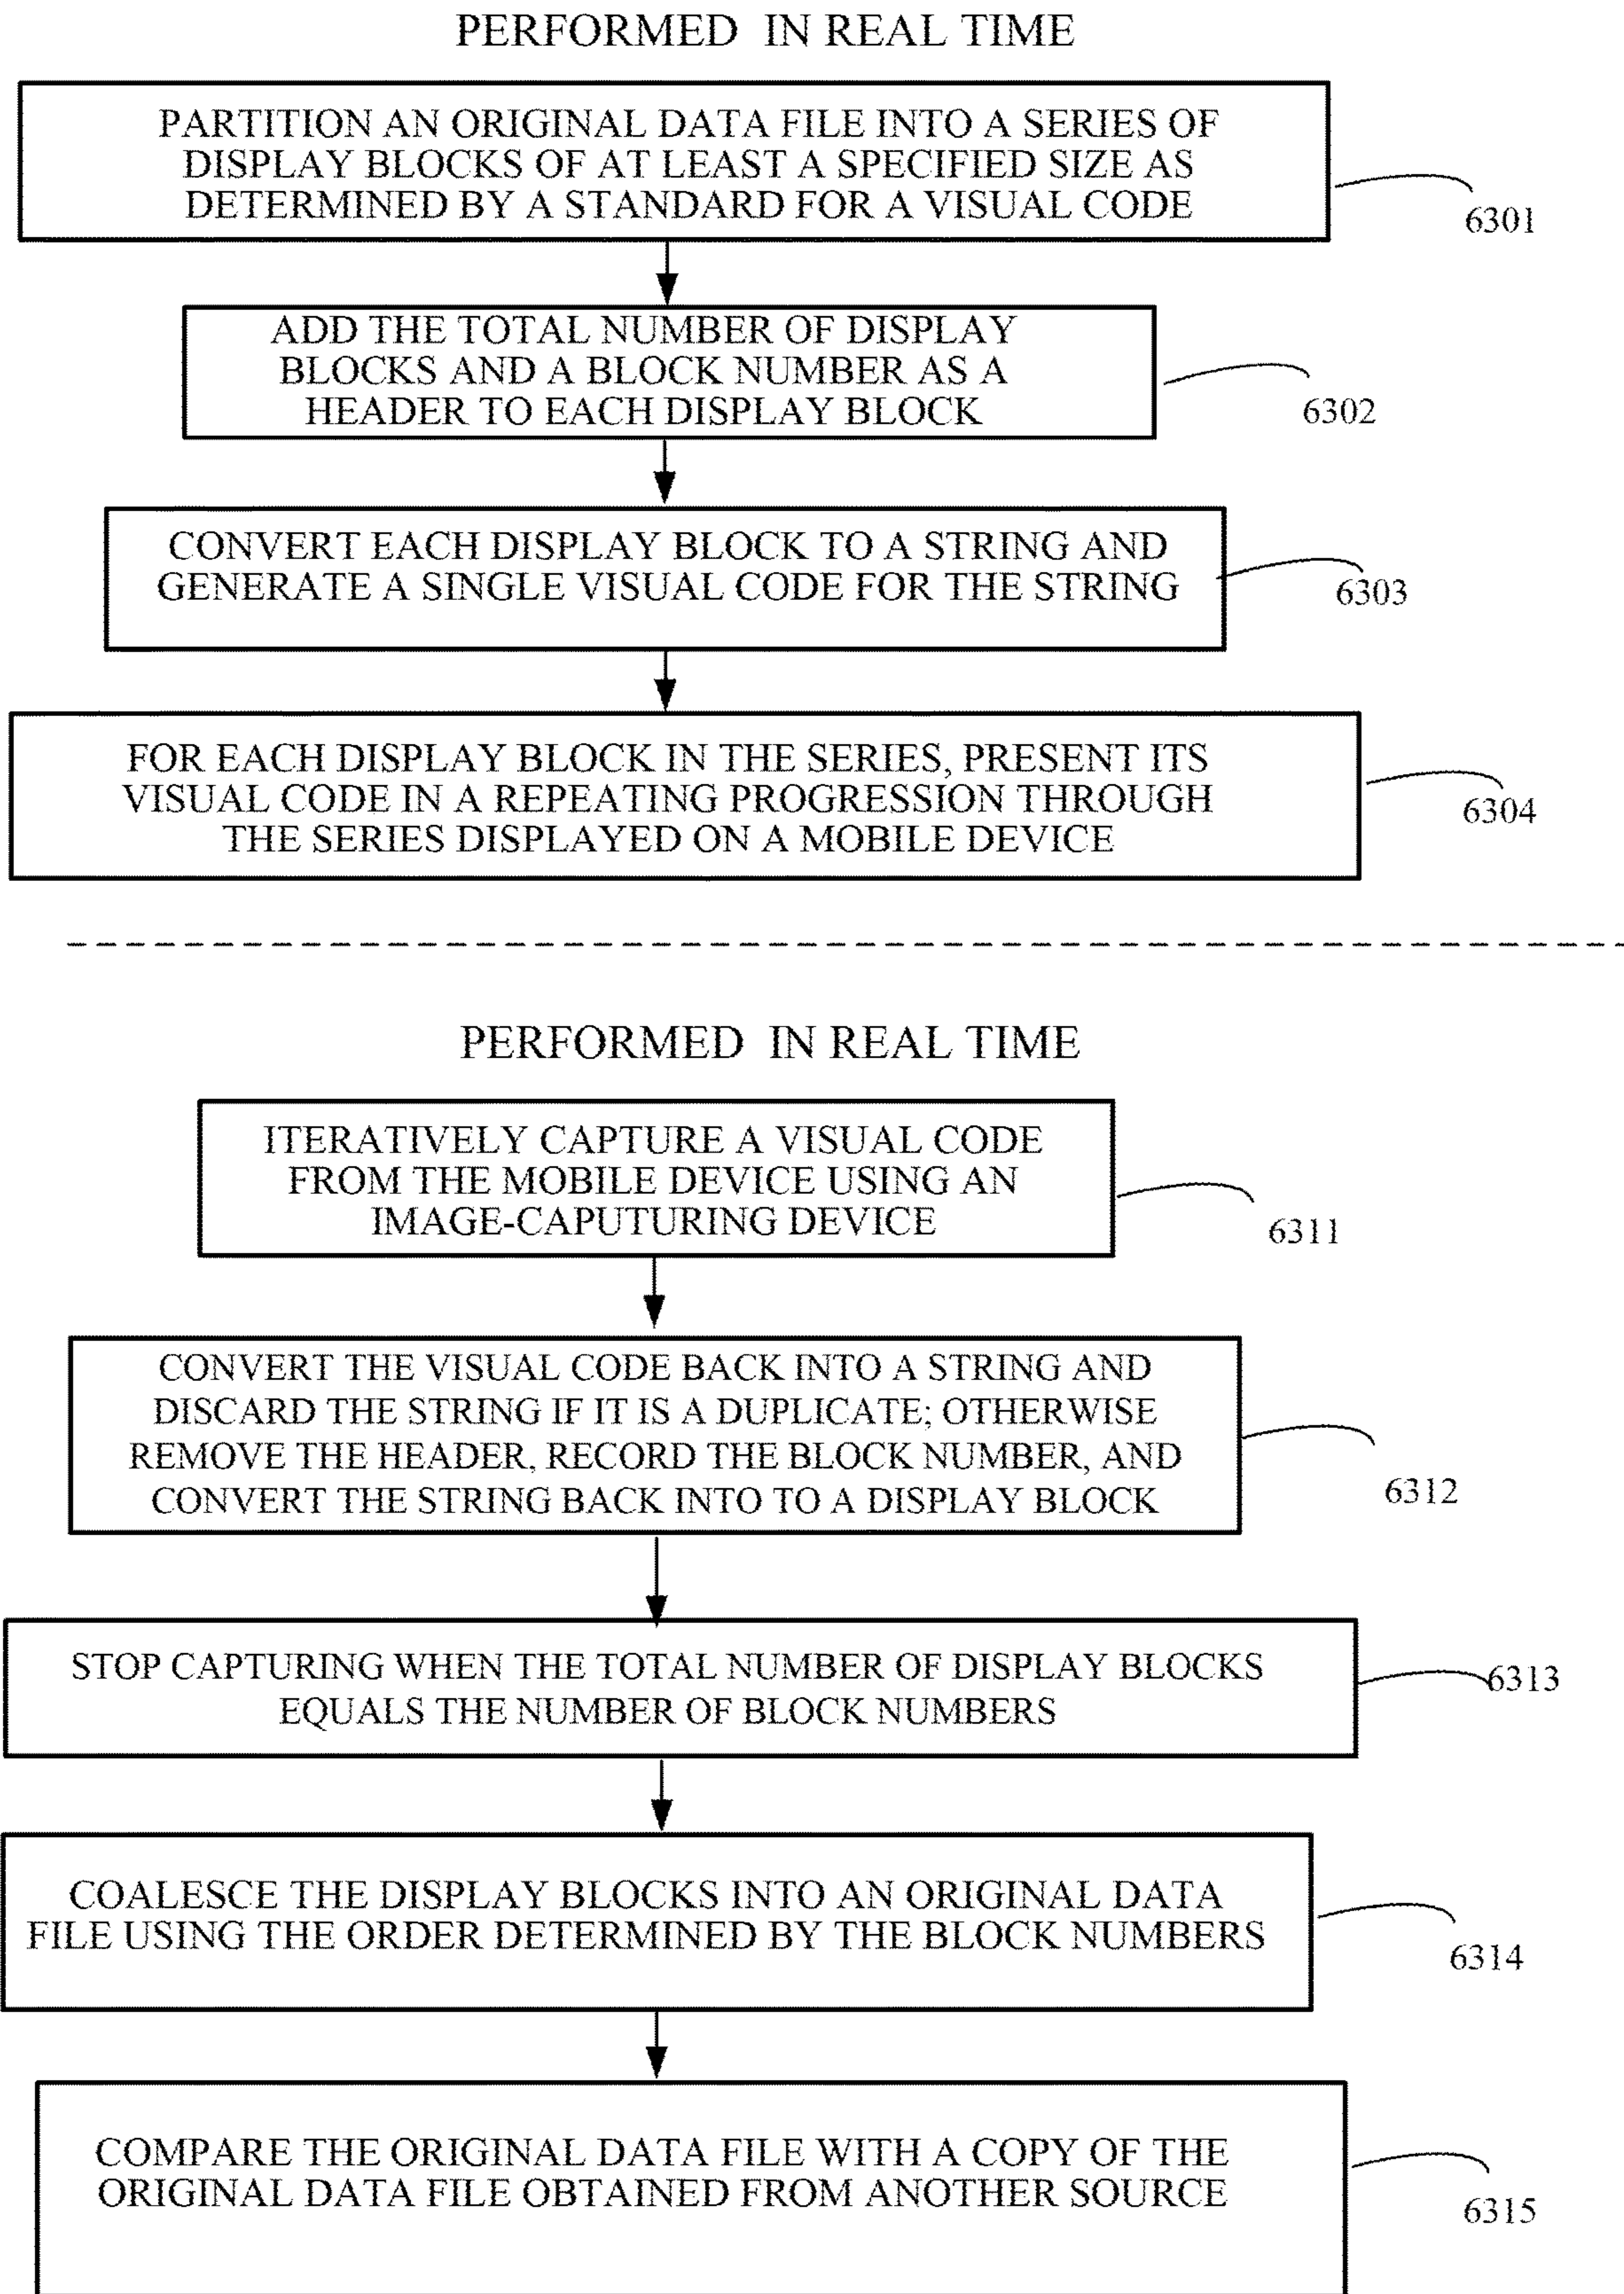 PERFORMED IN REAL TIME
PARTITION AN ORIGINAL DATA FILE INTO A SERIES OF
DISPLAY BLOCKS OF AT LEAST A SPECIFIED SIZE AS
DETERMINED BY A STANDARD FOR A VISUAL CODE
6301
ADD THE TOTAL NUMBER OF DISPLAY
BLOCKS AND A BLOCK NUMBER AS A
HEADER TO EACH DISPLAY BLOCK
6302
CONVERT EACH DISPLAY BLOCK TO A STRING AND
GENERATE A SINGLE VISUAL CODE FOR THE STRING
6303
FOR EACH DISPLAY BLOCK IN THE SERIES, PRESENT ITS
VISUAL CODE IN A REPEATING PROGRESSION THROUGH
THE SERIES DISPLAYED ON A MOBILE DEVICE
6304
PERFORMED IN REAL TIME
ITERATIVELY CAPTURE A VISUAL CODE
FROM THE MOBILE DEVICE USING AN
IMAGE-CAPUTURING DEVICE
6311
CONVERT THE VISUAL CODE BACK INTO A STRING AND
DISCARD THE STRING IF IT IS A DUPLICATE; OTHERWISE
REMOVE THE HEADER, RECORD THE BLOCK NUMBER, AND
CONVERT THE STRING BACK INTO TO A DISPLAY BLOCK
6312
STOP CAPTURING WHEN THE TOTAL NUMBER OF DISPLAY BLOCKS
EQUALS THE NUMBER OF BLOCK NUMBERS
6313
COALESCE THE DISPLAY BLOCKS INTO AN ORIGINAL DATA
FILE USING THE ORDER DETERMINED BY THE BLOCK NUMBERS
6314
COMPARE THE ORIGINAL DATA FILE WITH A COPY OF THE
ORIGINAL DATA FILE OBTAINED FROM ANOTHER SOURCE
6315